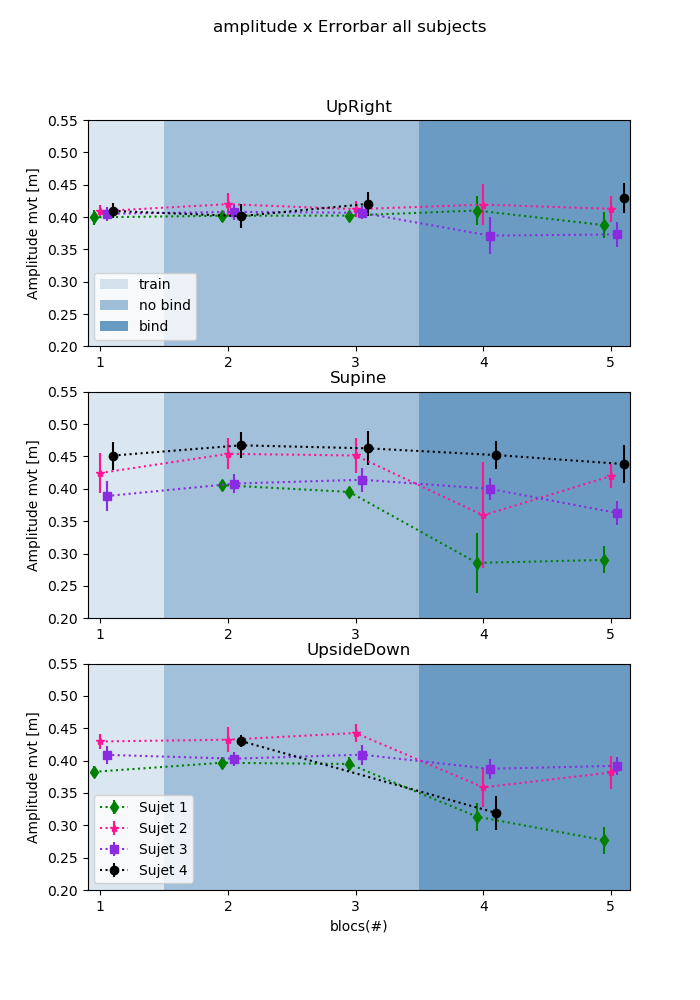 amplitude x Errorbar all subjects
UpRight
0.55
0.50
0.45
0.40
0.35
0.30
0.25
0.20
Amplitude mvt [m]
train
no bind
bind
1 2 3 4 5
Supine
0.55
0.50
0.45
0.40
0.35
0.30
0.25
0.20
Amplitude mvt [m]
1 2 3 4 5
UpsideDown
0.55
0.50
0.45
0.40
0.35
0.30
0.25
0.20
Amplitude mvt [m]
Sujet 1
Sujet 2
Sujet 3
Sujet 4
1 2 3 4 5
blocs(#)